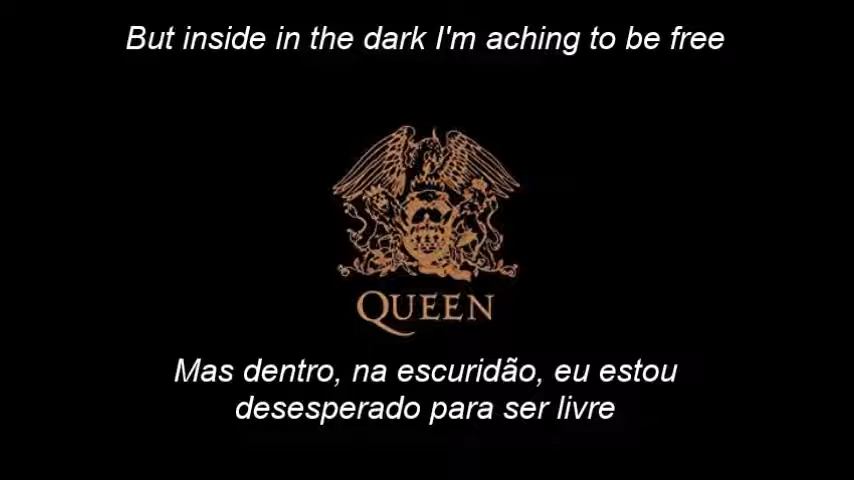 But inside in the dark I'm aching to be free
QUEEN
Mas dentro, na escuridão, eu estou
desesperado para ser livre